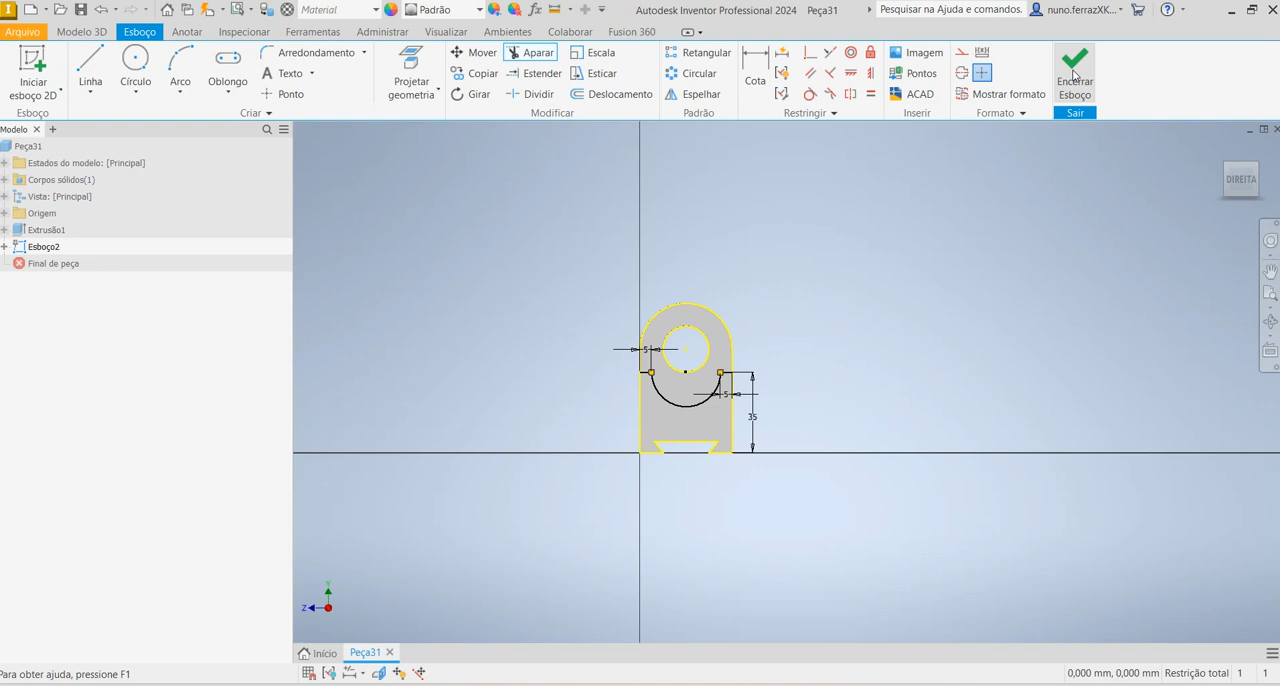 Material
Padrão
Autodesk Inventor Professional 2024 Peça31
Pesquisar na Ajuda e comandos.
nuno.ferrazXK...
Arquivo Modelo 3D Esboço Anotar Inspecionar Ferramentas Administrar Visualizar Ambientes Colaborar Fusion 360
Iniciar
esboço 2D
Linha
Círculo
Arco
Oblongo
Arredondamento
Texto
Ponto
Projetar
geometria
Mover
Copiar
Girar
Aparar
Estender
Dividir
Escala
Esticar
Deslocamento
Retangular
Circular
Espelhar
Cota
Imagem
Pontos
ACAD
Mostrar formato
Encerrar
Esboço
Esboço Criar Modificar Padrão Restringir Inserir Formato Sair
Modelo
Peça31
Estados do modelo: [Principal]
Corpos sólidos(1)
Vista: [Principal]
Origem
Extrusão1
Esboço2
Final de peça
DIREITA
5
5
35
Y
Z
Início Peça31
Para obter ajuda, pressione F1
0,000 mm, 0,000 mm Restrição total 1 1